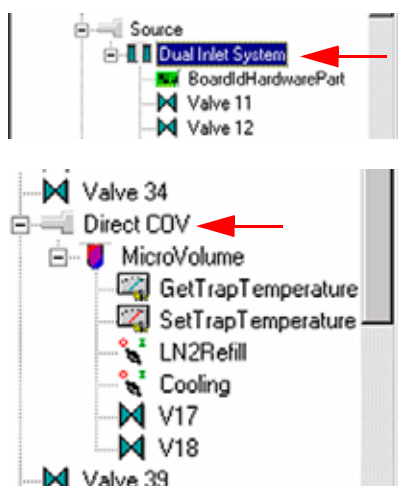 Source
Dual Inlet System
BoardIdHardwarePart
Valve 11
Valve 12
Valve 34
Direct COV
MicroVolume
GetTrapTemperature
SetTrapTemperature
LN2Refill
Cooling
V17
V18
Valve 39